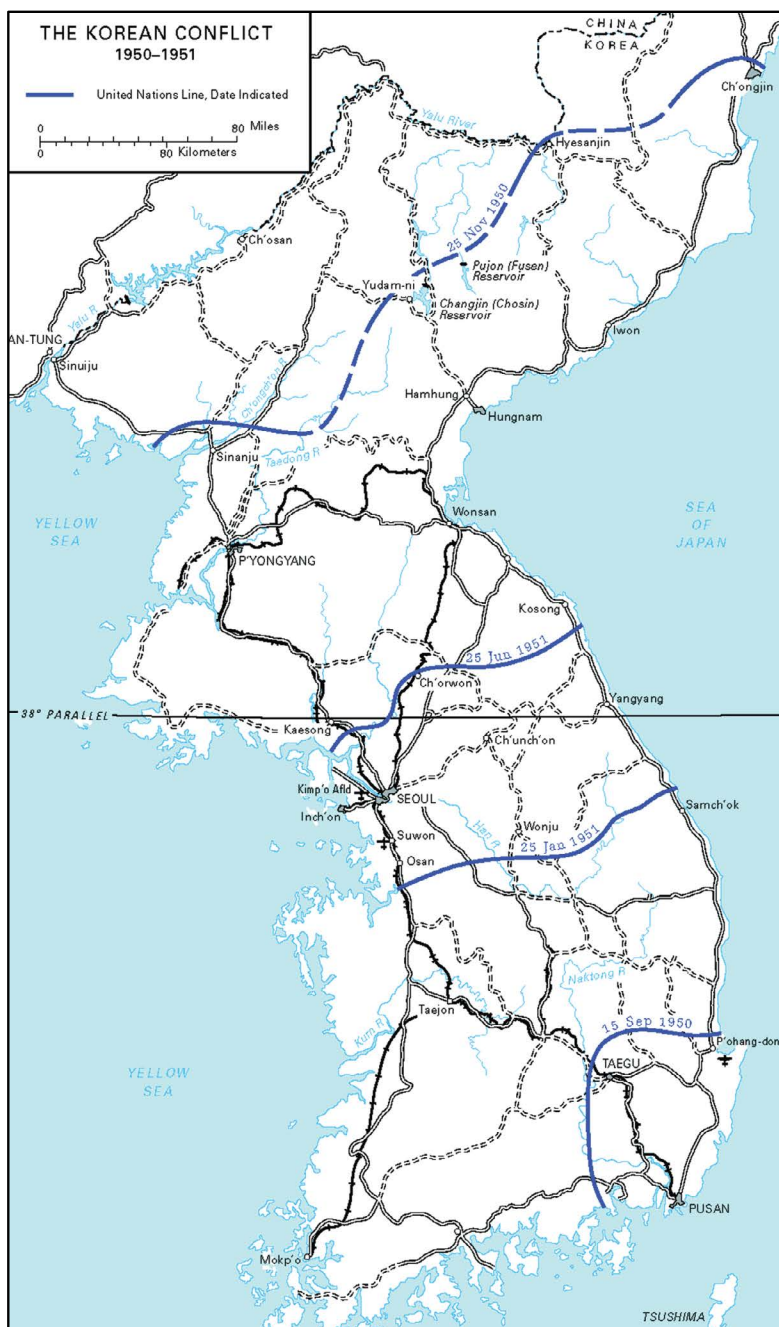 THE KOREAN CONFLICT
1950–1951
United Nations Line, Date Indicated
0 80 Miles
0 80 Kilometers
CHINA
KOREA
Ch'ongjin
Yalu River
Hyesanjin
25 Nov 1950
Ch'osan
Pujon (Fusen)
Reservoir
Yudam-ni
Changjin (Chosin)
Reservoir
Yalu R
AN-TUNG
Iwon
Sinuiju
Ch'ongch'on R
Hamhung
Hungnam
Sinanju
Taedong R
YELLOW
SEA
SEA
OF
JAPAN
Wonsan
P'YONGYANG
Kosong
25 Jun 1951
Ch'orwon
Yangyang
38° PARALLEL
Kaesong
Ch'unch'on
Kimp'o Afld
SEOUL
Inch'on
Samch'ok
Han R
Wonju
Suwon
25 Jan 1951
Osan
Naktong R
Taejon
Kum R
15 Sep 1950
P'ohang-don
YELLOW
SEA
TAEGU
PUSAN
Mokp'o
TSUSHIMA